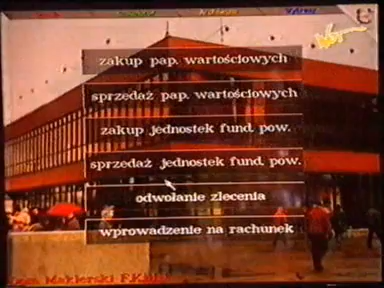 zakup pap. wartościowych
sprzedaż pap. wartościowych
zakup jednostek fund. pow.
sprzedaż jednostek fund. pow.
odwołanie zlecenia
wprowadzenie na rachunek
Makierski